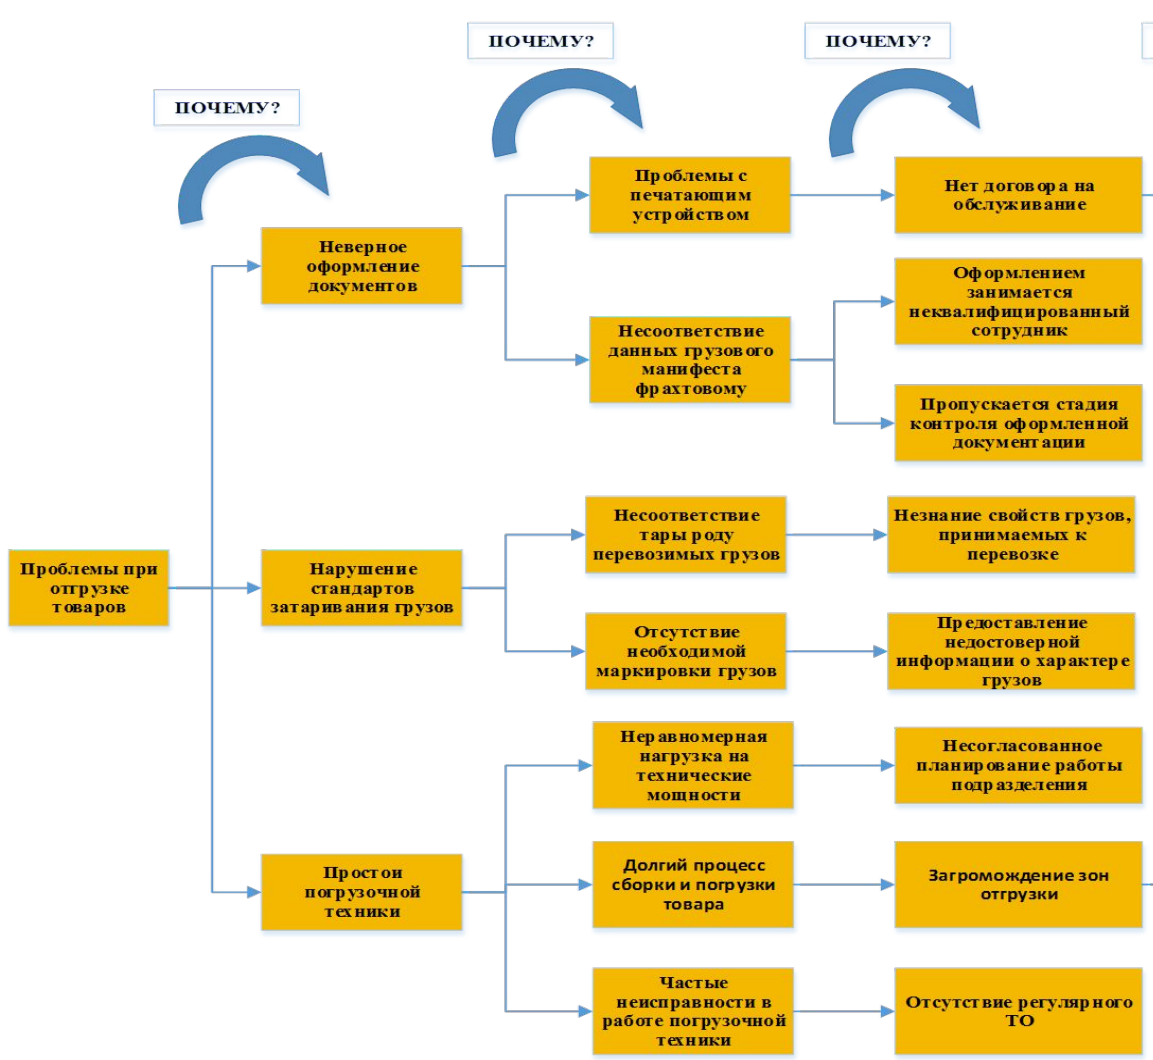 ПОЧЕМУ?
ПОЧЕМУ?
ПОЧЕМУ?
Проблемы при
отгрузке
товаров
Неверное
оформление
документов
Проблемы с
печатающим
устройством
Нет договора на
обслуживание
Несоответствие
данных грузового
манифеста
фрахтовому
Оформлением
занимается
неквалифицированный
сотрудник
Пропускается стадия
контроля оформленной
документации
Нарушение
стандартов
затаривания грузов
Несоответствие
тары роду
перевозимых грузов
Незнание свойств грузов,
принимаемых к
перевозке
Отсутствие
необходимой
маркировки грузов
Предоставление
недостоверной
информации о характере
грузов
Простои
погрузочной
техники
Неравномерная
нагрузка на
технические
мощности
Несогласованное
планирование работы
подразделения
Долгий процесс
сборки и погрузки
товара
Загромождение зон
отгрузки
Частые
неисправности в
работе погрузочной
техники
Отсутствие регулярного
ТО